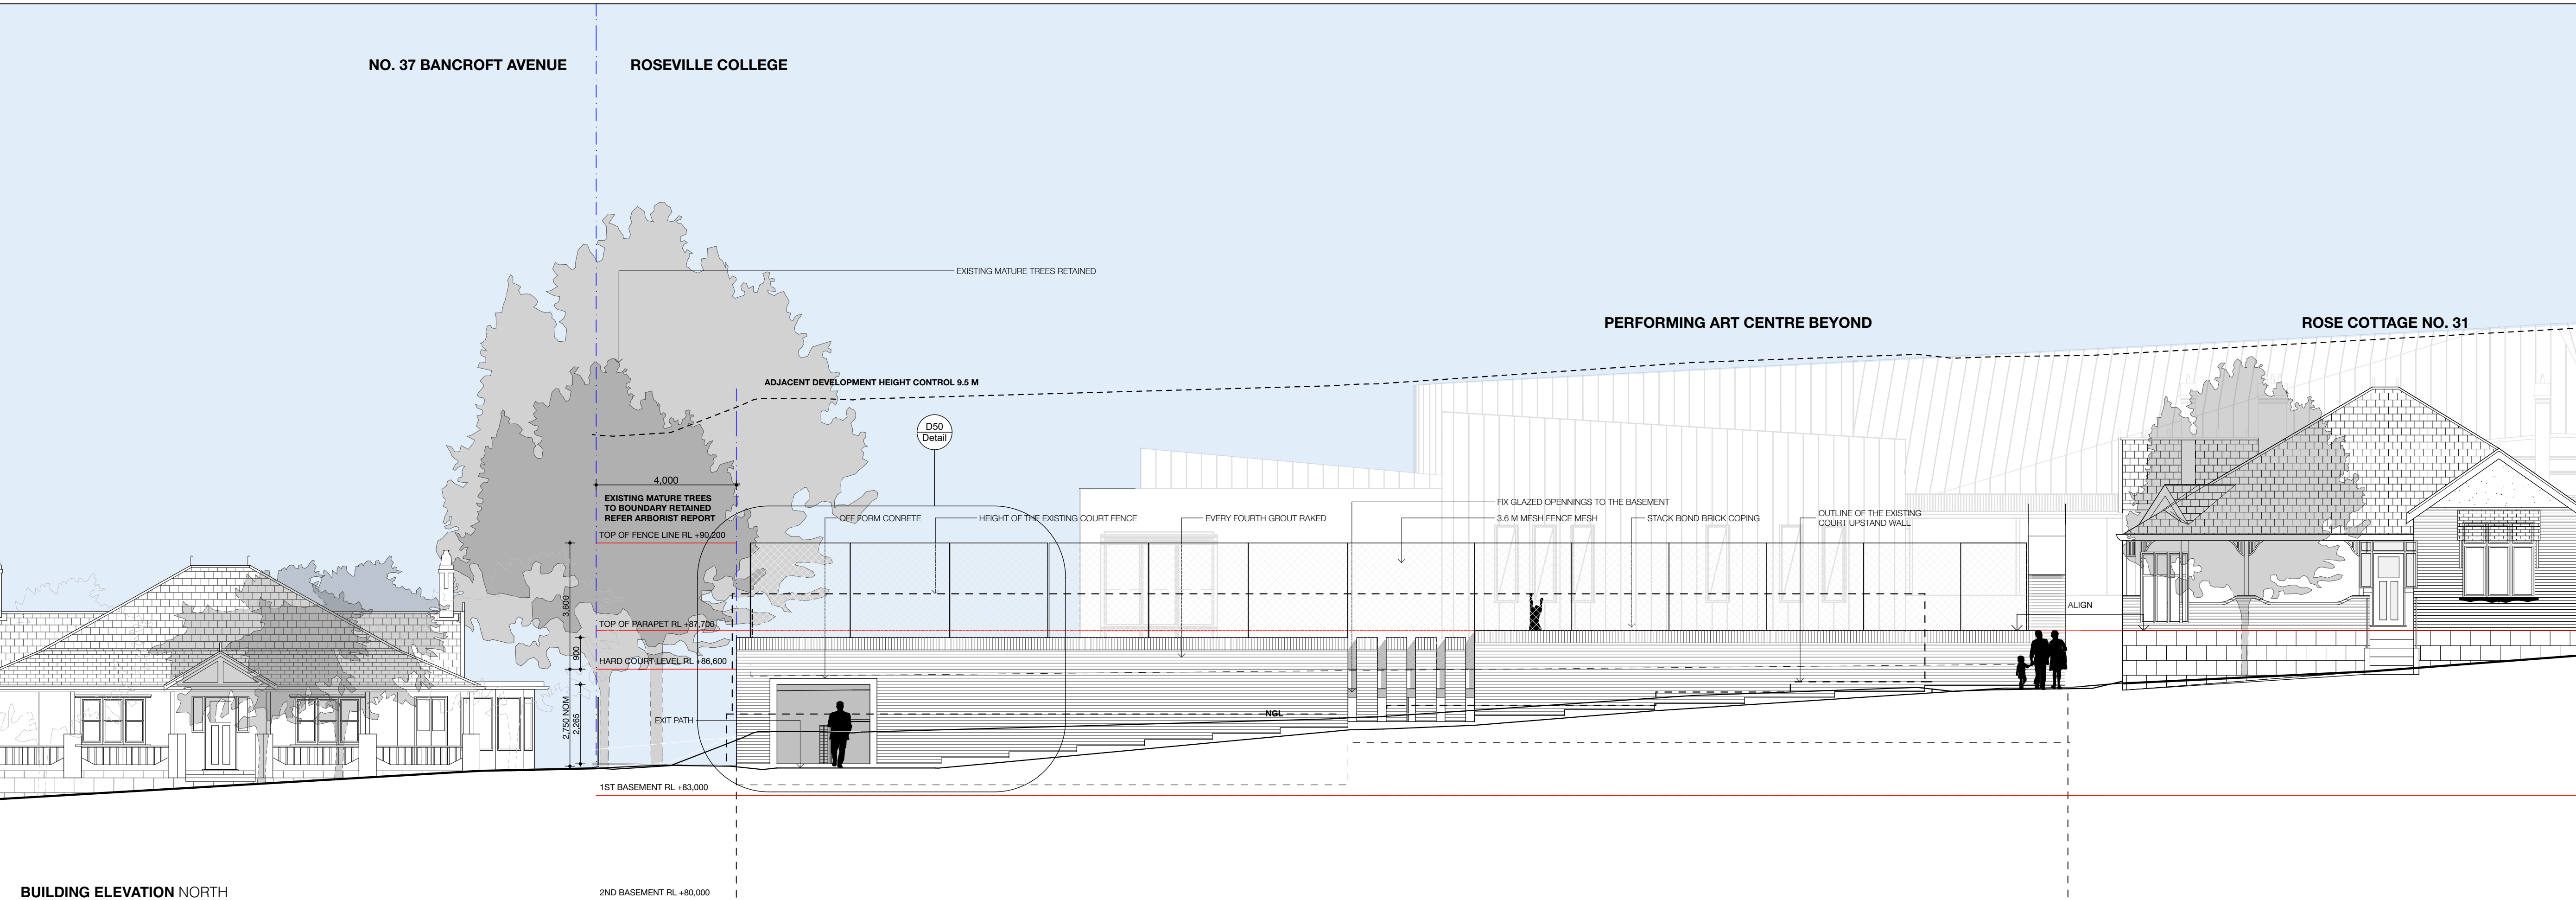 NO. 37 BANCROFT AVENUE
ROSEVILLE COLLEGE
EXISTING MATURE TREES RETAINED
PERFORMING ART CENTRE BEYOND
ROSE COTTAGE NO. 31
ADJACENT DEVELOPMENT HEIGHT CONTROL 9.5 M
D50
Detail
4,000
EXISTING MATURE TREES
TO BOUNDARY RETAINED
REFER ARBORIST REPORT
FIX GLAZED OPENNINGS TO THE BASEMENT
OFF FORM CONRETE
HEIGHT OF THE EXISTING COURT FENCE
EVERY FOURTH GROUT RAKED
3.6 M MESH FENCE MESH
STACK BOND BRICK COPING
OUTLINE OF THE EXISTING
COURT UPSTAND WALL
TOP OF FENCE LINE RL +90,200
3,600
ALIGN
TOP OF PARAPET RL +87,700
900
HARD COURT LEVEL RL +86,600
2,750 NOM
2,265
EXIT PATH
NGL
1ST BASEMENT RL +83,000
2ND BASEMENT RL +80,000
BUILDING ELEVATION NORTH